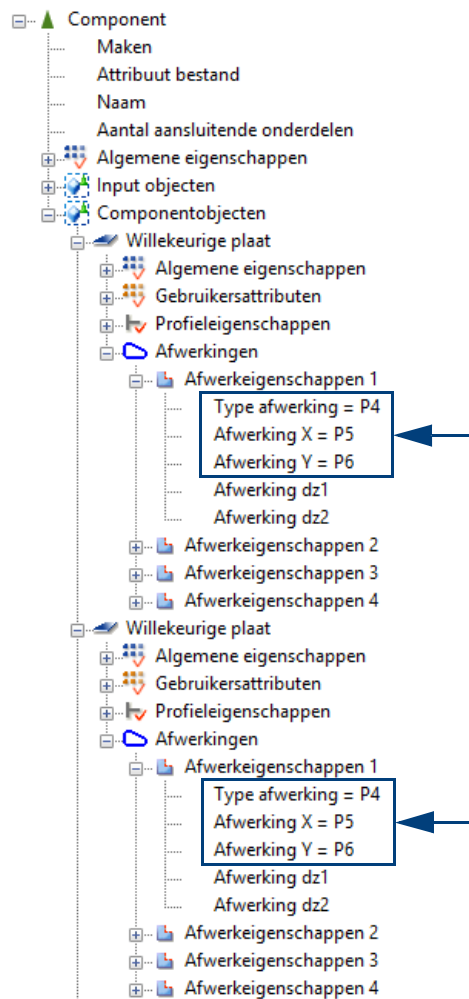 Component
Maken
Attribuut bestand
Naam
Aantal aansluitende onderdelen
Algemene eigenschappen
Input objecten
Componentobjecten
Willekeurige plaat
Algemene eigenschappen
Gebruikersattributen
Profieleigenschappen
Afwerkingen
Afwerkeigenschappen 1
Type afwerking = P4
Afwerking X = P5
Afwerking Y = P6
Afwerking dz1
Afwerking dz2
Afwerkeigenschappen 2
Afwerkeigenschappen 3
Afwerkeigenschappen 4
Willekeurige plaat
Algemene eigenschappen
Gebruikersattributen
Profieleigenschappen
Afwerkingen
Afwerkeigenschappen 1
Type afwerking = P4
Afwerking X = P5
Afwerking Y = P6
Afwerking dz1
Afwerking dz2
Afwerkeigenschappen 2
Afwerkeigenschappen 3
Afwerkeigenschappen 4